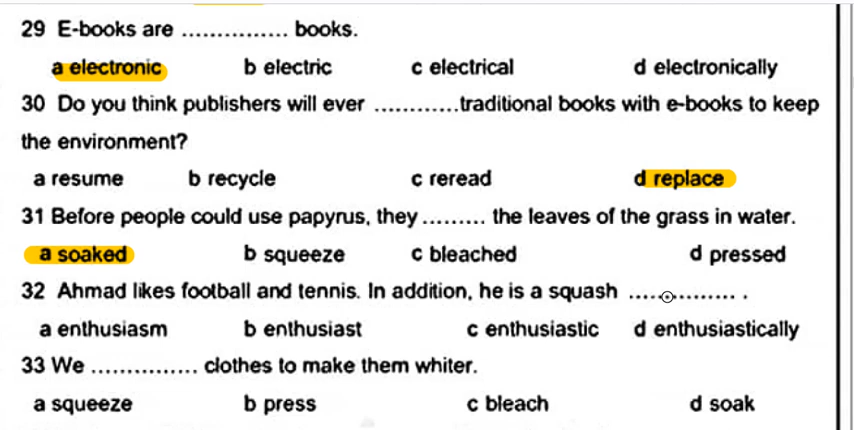 29 E-books are ............... books.
a electronic b electric c electrical d electronically
30 Do you think publishers will ever ............traditional books with e-books to keep
the environment?
a resume b recycle c reread d replace
31 Before people could use papyrus, they ......... the leaves of the grass in water.
a soaked b squeeze c bleached d pressed
32 Ahmad likes football and tennis. In addition, he is a squash ............... .
a enthusiasm b enthusiast c enthusiastic d enthusiastically
33 We ............... clothes to make them whiter.
a squeeze b press c bleach d soak